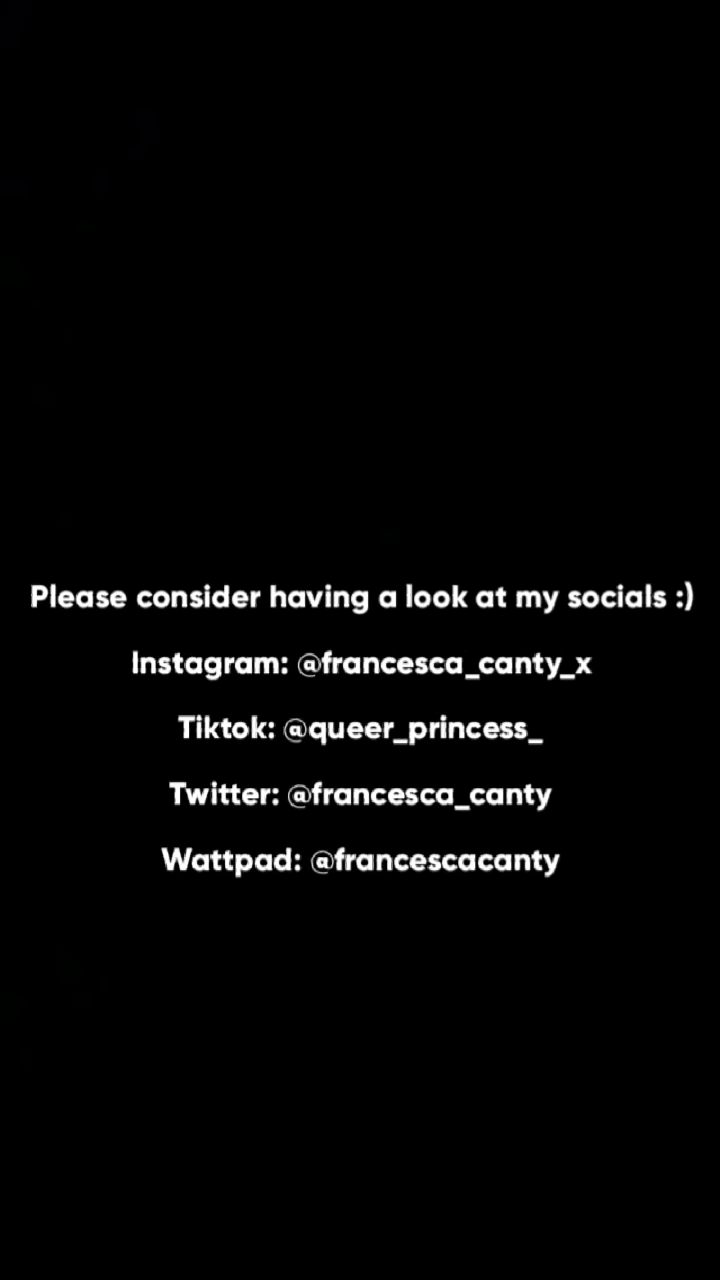 Please consider having a look at my socials :)
Instagram: @francesca_canty_x
Tiktok: @queer_princess_
Twitter: @francesca_canty
Wattpad: @francescacanty